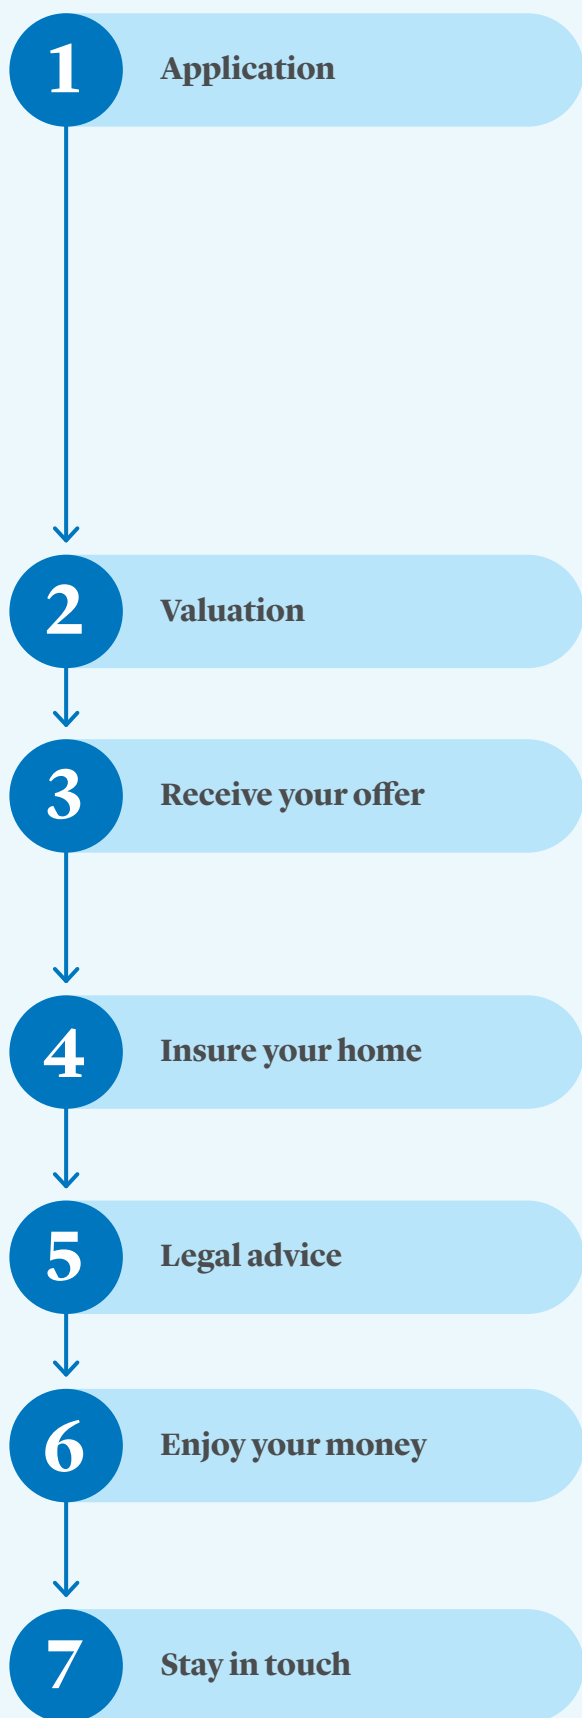 1 Application
2 Valuation
3 Receive your offer
4 Insure your home
5 Legal advice
6 Enjoy your money
7 Stay in touch